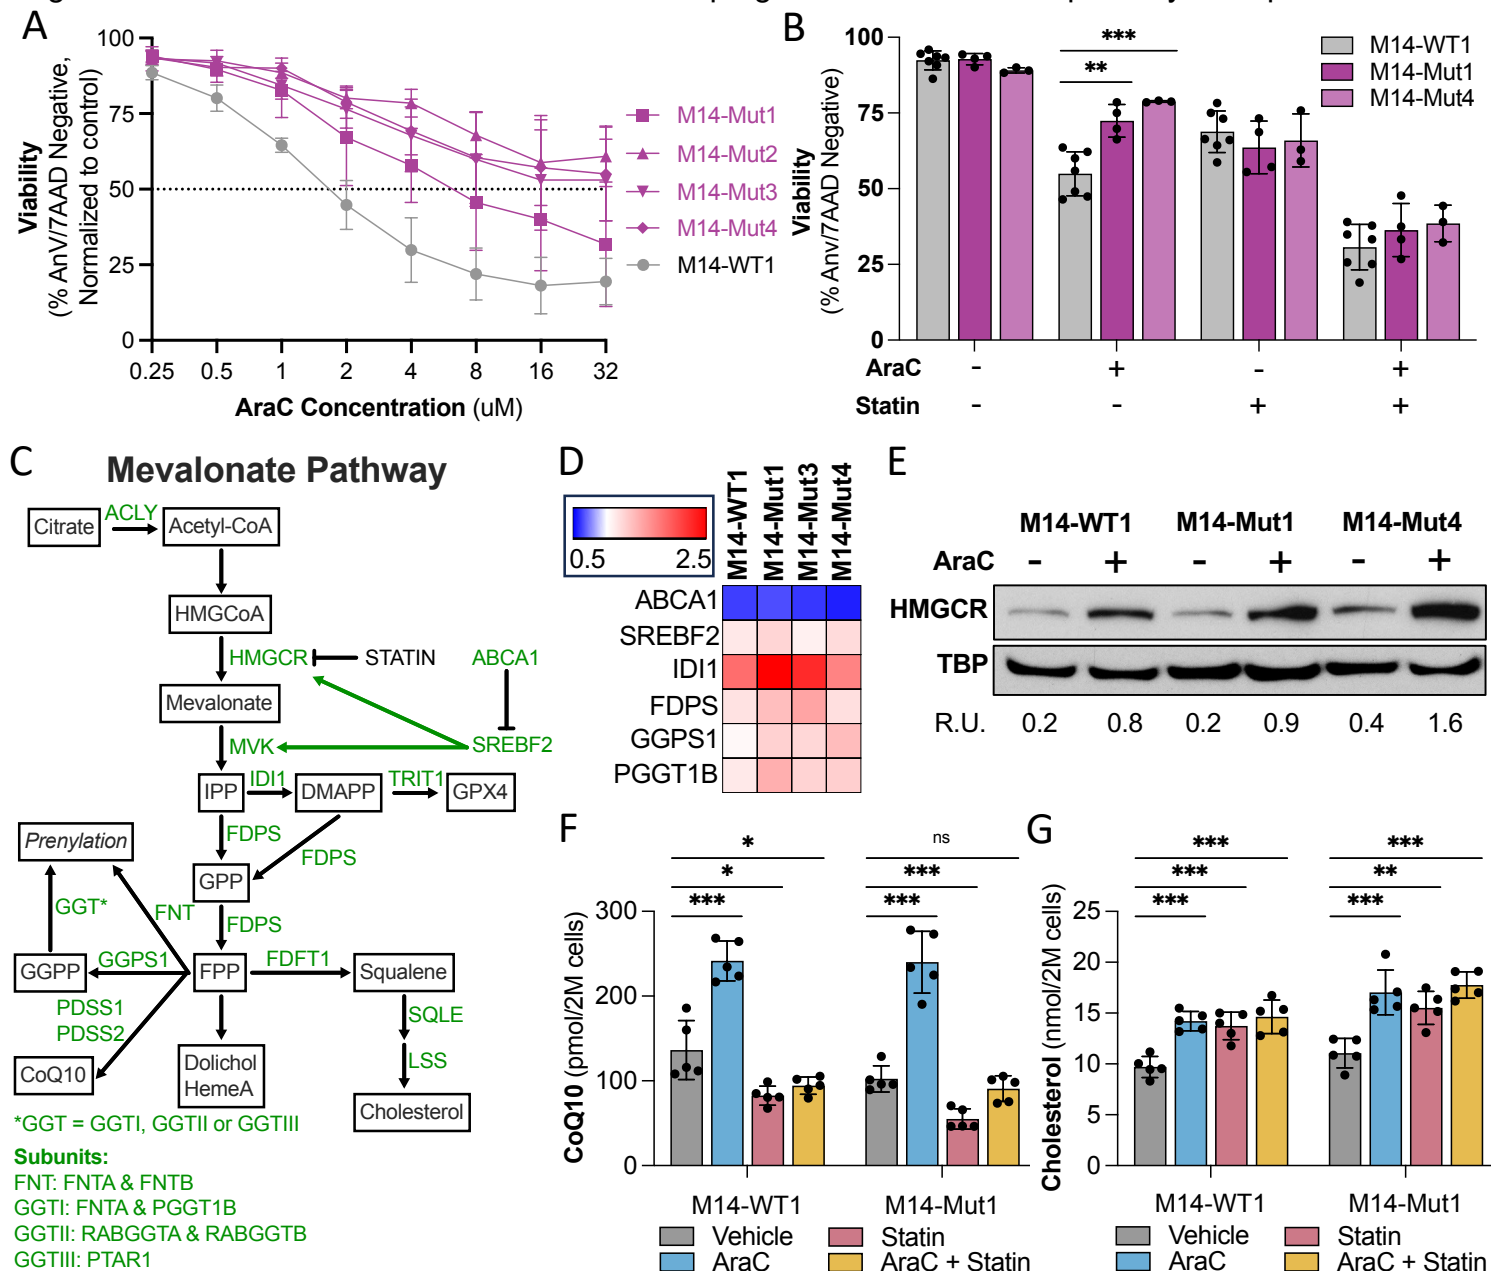 A
100
75
50
25
0
Viability
(% AnV/7AAD Negative,
Normalized to control)
0.25 0.5 1 2 4 8 16 32
AraC Concentration (uM)
M14-Mut1
M14-Mut2
M14-Mut3
M14-Mut4
M14-WT1
B
100
75
50
25
0
Viability
(% AnV/7AAD Negative)
*** 
**
M14-WT1
M14-Mut1
M14-Mut4
AraC - + - +
Statin - - + +
C
Mevalonate Pathway
Citrate
ACLY
Acetyl-CoA
HMGCoA
HMGCR
STATIN
ABCA1
Mevalonate
MVK
SREBF2
IPP
IDI1
DMAPP
TRIT1
GPX4
Prenylation
FDPS
FDPS
GPP
GGT*
FNT
FDPS
GGPP
GGPS1
FPP
FDFT1
Squalene
PDSS1
PDSS2
SQLE
CoQ10
Dolichol
HemeA
LSS
Cholesterol
*GGT = GGTI, GGTII or GGTIII
Subunits:
FNT: FNTA & FNTB
GGTI: FNTA & PGGT1B
GGTII: RABGGTA & RABGGTB
GGTIII: PTAR1
D
0.5 2.5
M14-WT1
M14-Mut1
M14-Mut3
M14-Mut4
ABCA1
SREBF2
IDI1
FDPS
GGPS1
PGGT1B
E
M14-WT1 M14-Mut1 M14-Mut4
AraC - + - + - +
HMGCR
TBP
R.U. 0.2 0.8 0.2 0.9 0.4 1.6
F
300
200
100
0
CoQ10 (pmol/2M cells)
* ns
* ***
*** ***
M14-WT1 M14-Mut1
Vehicle Statin
AraC AraC + Statin
G
25
20
15
10
5
0
Cholesterol (nmol/2M cells)
*** ***
*** **
*** ***
M14-WT1 M14-Mut1
Vehicle Statin
AraC AraC + Statin